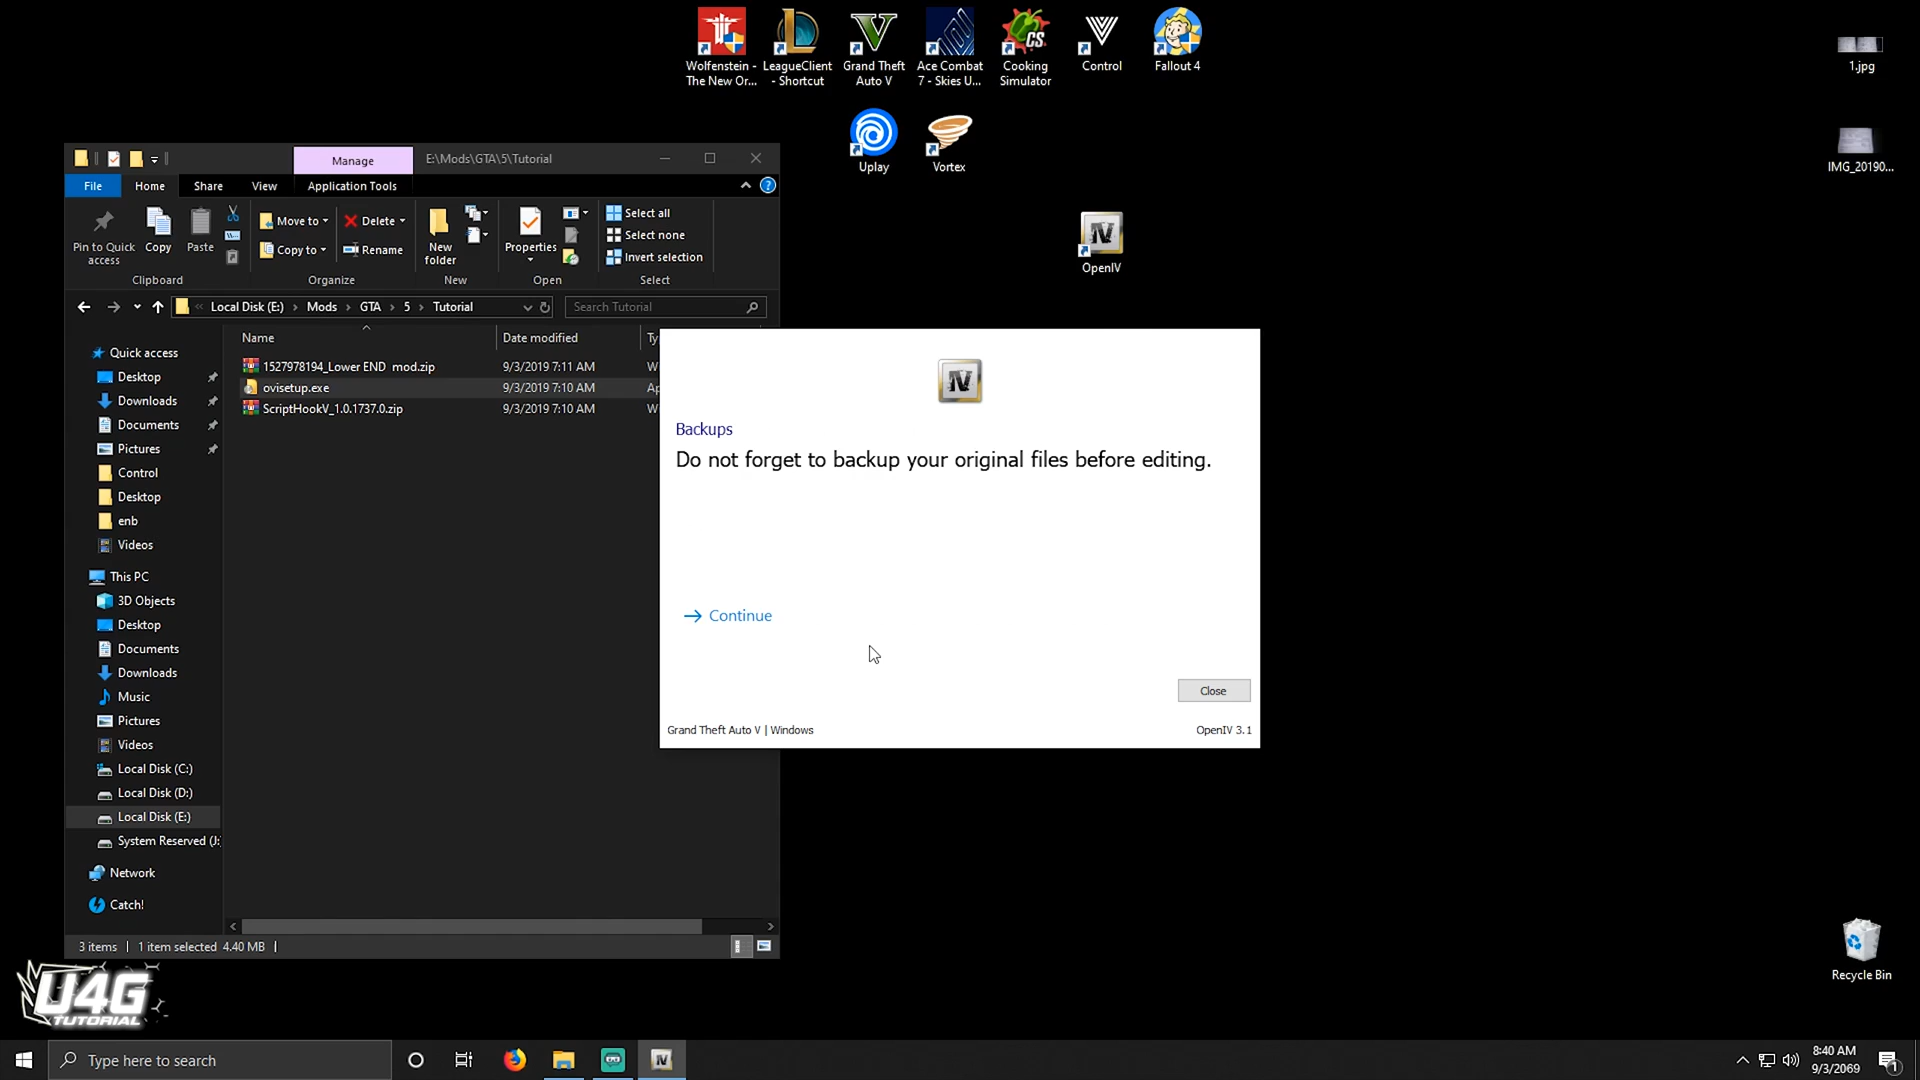 Wolfenstein -
The New Or...
LeagueClient
- Shortcut
Grand Theft
Auto V
Ace Combat
7 - Skies U...
Cooking
Simulator
CS
Control
Fallout 4
1.jpg
Uplay
Vortex
IMG_20190...
OpenIV
Manage
E:\Mods\GTA\5\Tutorial
File
Home
Share
View
Application Tools
Pin to Quick
access
Copy
Paste
Move to
Copy to
Delete
Rename
New
folder
Properties
Select all
Select none
Invert selection
Clipboard
Organize
New
Open
Select
Local Disk (E:) › Mods › GTA › 5 › Tutorial
Search Tutorial
Name
Date modified
Ty
1527978194_Lower END  mod.zip 9/3/2019 7:11 AM
ovisetup.exe 9/3/2019 7:10 AM
ScriptHookV_1.0.1737.0.zip 9/3/2019 7:10 AM
Quick access
Desktop
Downloads
Documents
Pictures
Control
Desktop
enb
Videos
This PC
3D Objects
Desktop
Documents
Downloads
Music
Pictures
Videos
Local Disk (C:)
Local Disk (D:)
Local Disk (E:)
System Reserved (J:
Network
Catch!
3 items
1 item selected 4.40 MB
IV
Backups
Do not forget to backup your original files before editing.
Continue
Close
Grand Theft Auto V | Windows
OpenIV 3.1
Recycle Bin
U4G
TUTORIAL
Type here to search
8:40 AM
9/3/2069
1